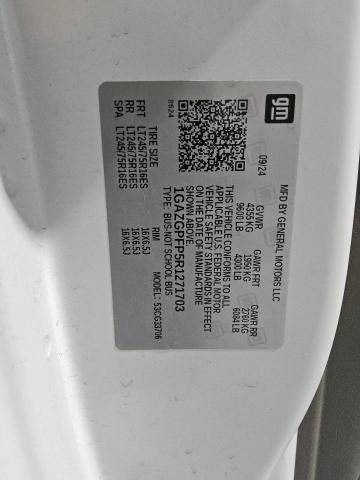 gm
MFD BY GENERAL MOTORS LLC
09/24 GVWR GAWR FRT GAWR RR
4355 KG 1950 KG 2760 KG
9600 LB 4300 LB 6084 LB
THIS VEHICLE CONFORMS TO ALL
APPLICABLE U.S. FEDERAL MOTOR
VEHICLE SAFETY STANDARDS IN EFFECT
ON THE DATE OF MANUFACTURE
SHOWN ABOVE.
1GAZGPFP5R1271703
TYPE: BUS-NOT SCHOOL BUS
MODEL: 53CG33706
8624
TIRE SIZE RIM
FRT LT245/75R16ES 16X6.5J
RR LT245/75R16ES 16X6.5J
SPA LT245/75R16ES 16X6.5J